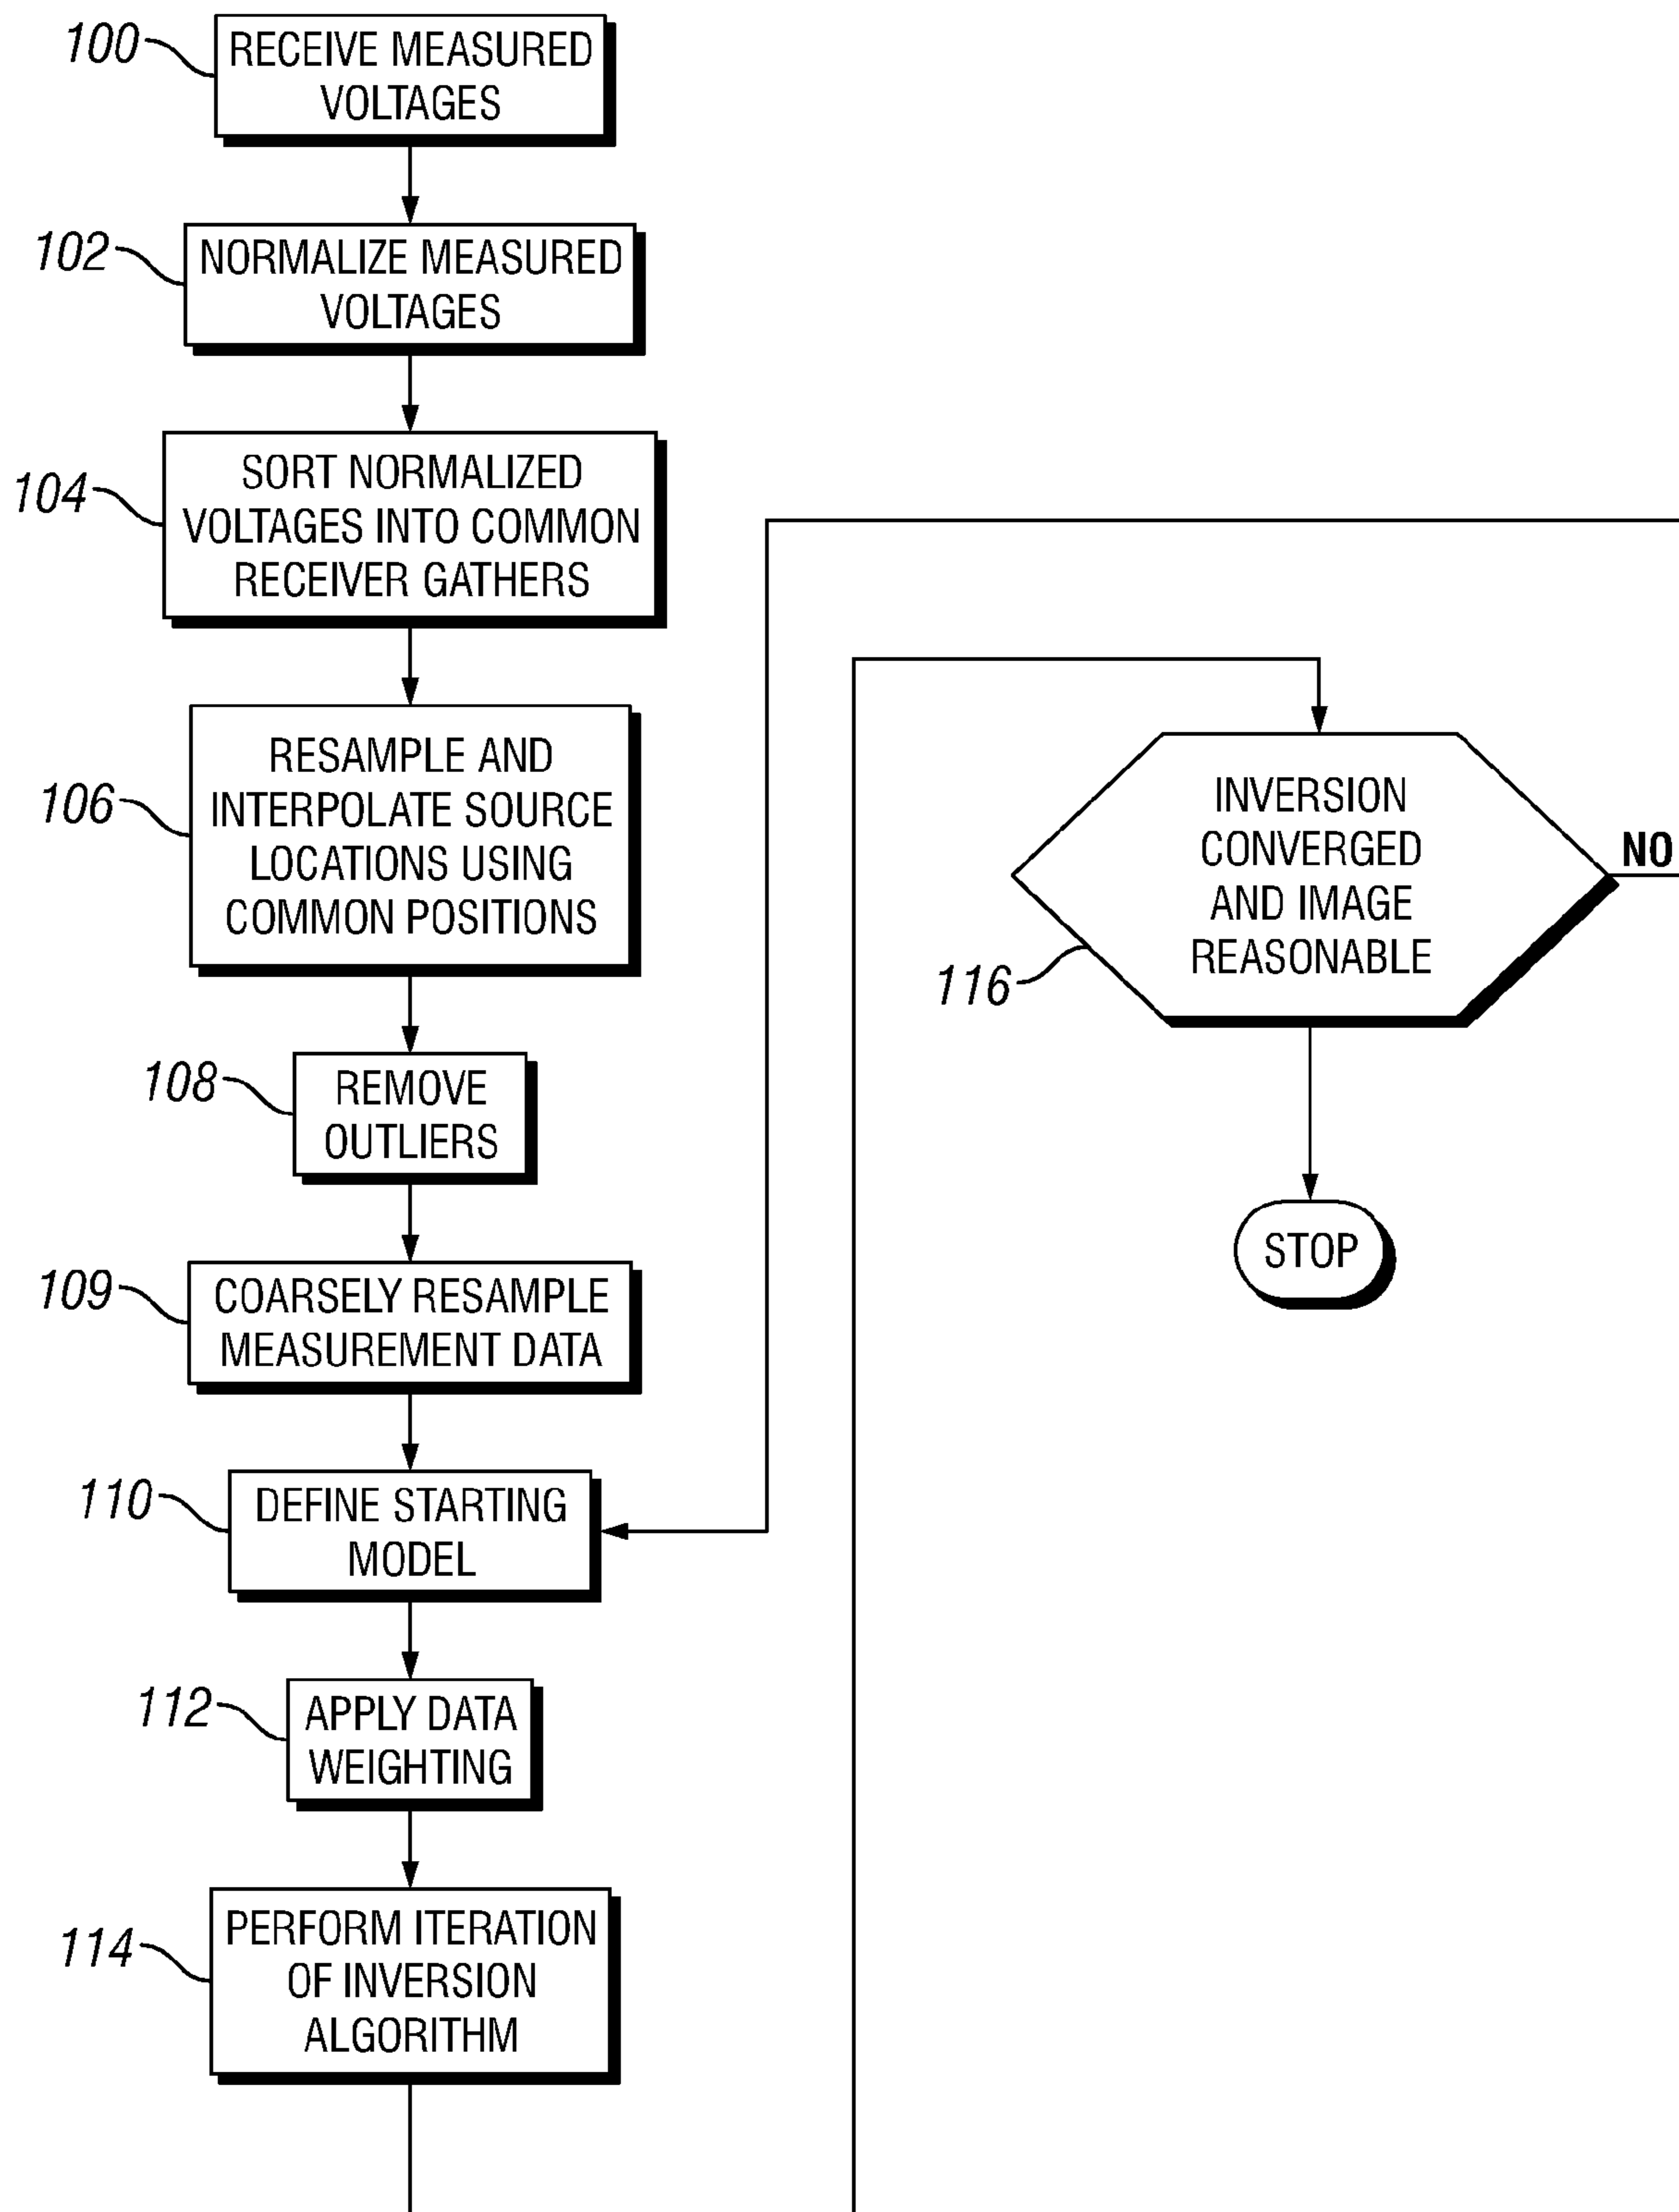 100
RECEIVE MEASURED
VOLTAGES
102
NORMALIZE MEASURED
VOLTAGES
104
SORT NORMALIZED
VOLTAGES INTO COMMON
RECEIVER GATHERS
106
RESAMPLE AND
INTERPOLATE SOURCE
LOCATIONS USING
COMMON POSITIONS
108
REMOVE
OUTLIERS
109
COARSELY RESAMPLE
MEASUREMENT DATA
110
DEFINE STARTING
MODEL
112
APPLY DATA
WEIGHTING
114
PERFORM ITERATION
OF INVERSION
ALGORITHM
116
INVERSION
CONVERGED
AND IMAGE
REASONABLE
NO
STOP